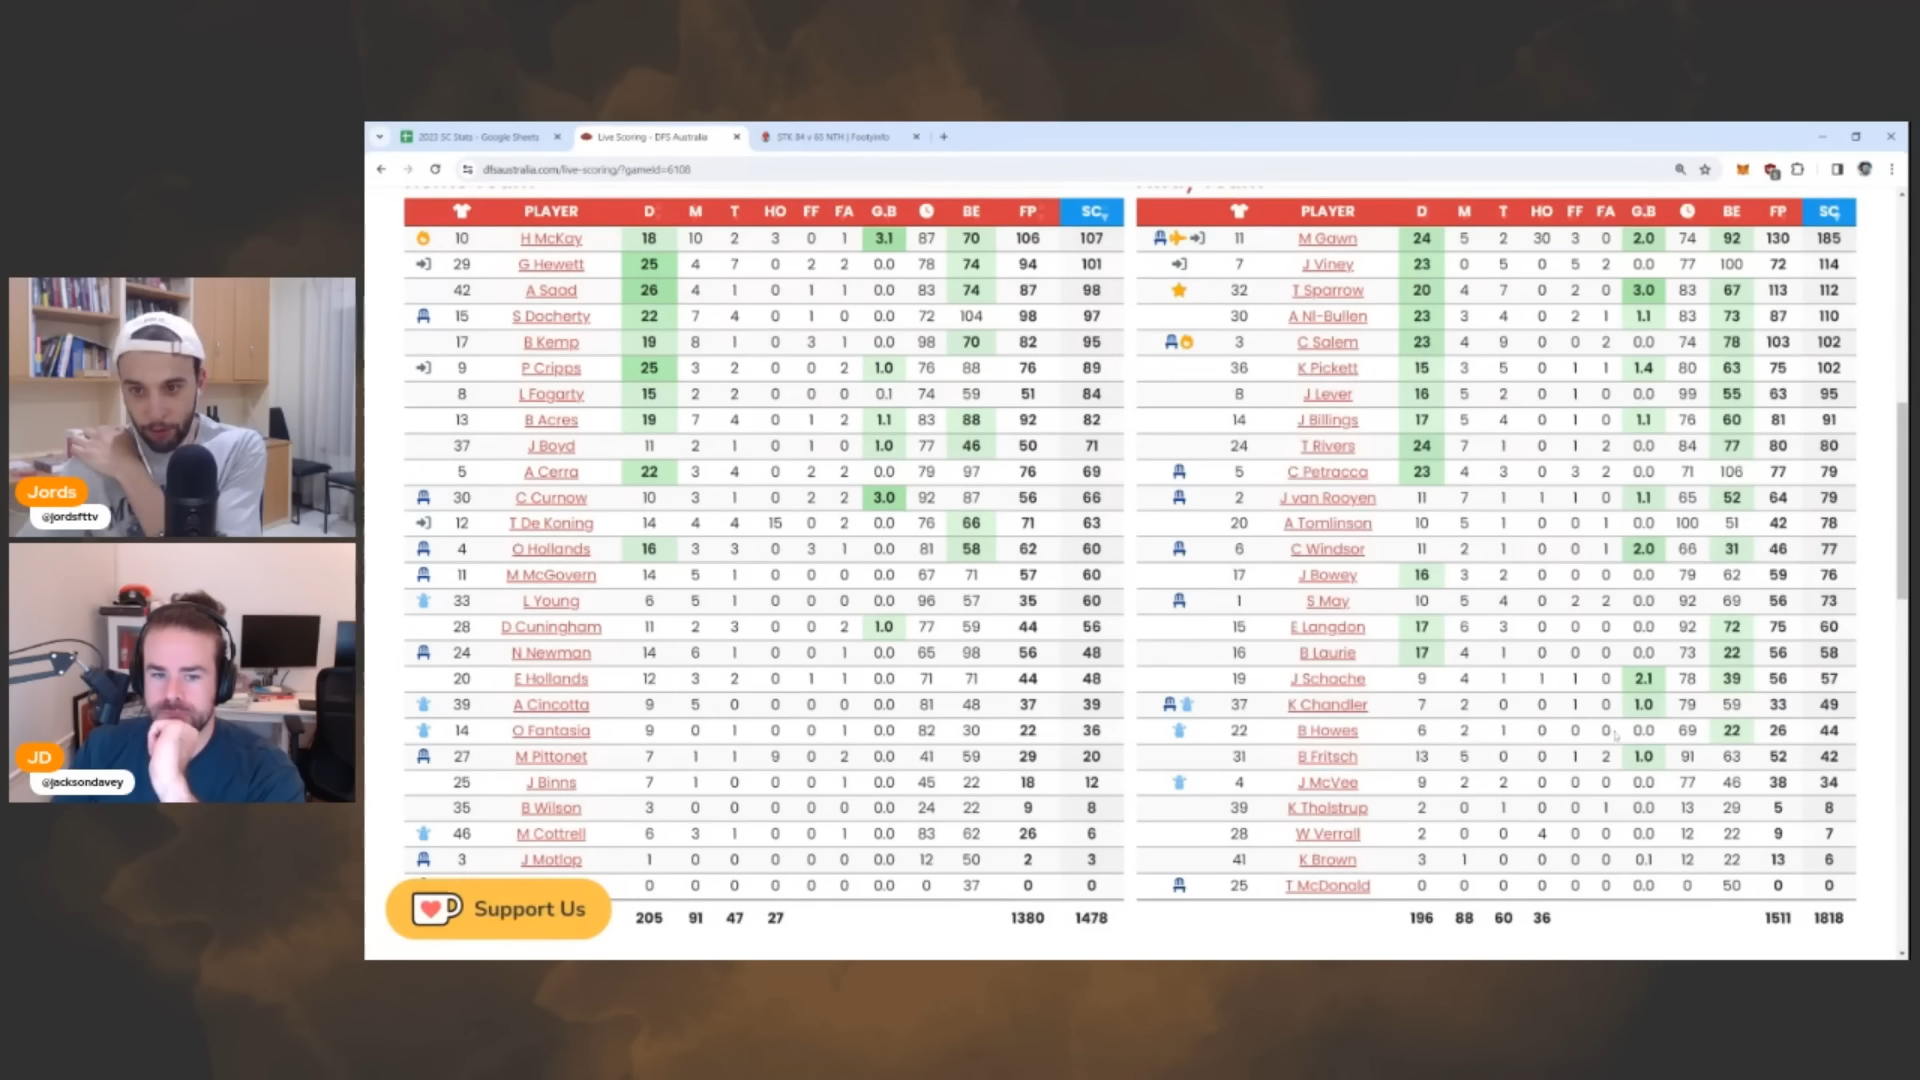 2023 SC Stats - Google Sheets
Live Scoring - DFS Australia
STK 84 v 65 NTH | FootyInfo
dfsaustralia.com/live-scoring/?gameId=6108
PLAYER D M T HO FF FA G.B BE FP SC
10 H McKay 18 10 2 3 0 1 3.1 87 70 106 107
29 G Hewett 25 4 7 0 2 2 0.0 78 74 94 101
42 A Saad 26 4 1 0 1 1 0.0 83 74 87 98
15 S Docherty 22 7 4 0 1 0 0.0 72 104 98 97
17 B Kemp 19 8 1 0 3 1 0.0 98 70 82 95
9 P Cripps 25 3 2 0 0 2 1.0 76 88 76 89
8 L Fogarty 15 2 2 0 0 0 0.1 74 59 51 84
13 B Acres 19 7 4 0 1 2 1.1 83 88 92 82
37 J Boyd 11 2 1 0 1 0 1.0 77 46 50 71
5 A Cerra 22 3 4 0 2 2 0.0 79 97 76 69
30 C Curnow 10 3 1 0 2 2 3.0 92 87 56 66
12 T De Koning 14 4 4 15 0 2 0.0 76 66 71 63
4 O Hollands 16 3 3 0 3 1 0.0 81 58 62 60
11 M McGovern 14 5 1 0 0 0 0.0 67 71 57 60
33 L Young 6 5 1 0 0 0 0.0 96 57 35 60
28 D Cuningham 11 2 3 0 0 2 1.0 77 59 44 56
24 N Newman 14 6 1 0 0 1 0.0 65 98 56 48
20 E Hollands 12 3 2 0 1 1 0.0 71 71 44 48
39 A Cincotta 9 5 0 0 0 0 0.0 81 48 37 39
14 O Fantasia 9 0 1 0 0 1 0.0 82 30 22 36
27 M Pittonet 7 1 1 9 0 2 0.0 41 59 29 20
25 J Binns 7 1 0 0 0 1 0.0 45 22 18 12
35 B Wilson 3 0 0 0 0 0 0.0 24 22 9 8
46 M Cottrell 6 3 1 0 0 1 0.0 83 62 26 6
3 J Motlop 1 0 0 0 0 0 0.0 12 50 2 3
0 0 0 0 0 0 0.0 0 37 0 0
205 91 47 27 1380 1478
PLAYER D M T HO FF FA G.B BE FP SC
11 M Gawn 24 5 2 30 3 0 2.0 74 92 130 185
7 J Viney 23 0 5 0 5 2 0.0 77 100 72 114
32 T Sparrow 20 4 7 0 2 0 3.0 83 67 113 112
30 A NI-Bullen 23 3 4 0 2 1 1.1 83 73 87 110
3 C Salem 23 4 9 0 0 2 0.0 74 78 103 102
36 K Pickett 15 3 5 0 1 1 1.4 80 63 75 102
8 J Lever 16 5 2 0 1 0 0.0 99 55 63 95
14 J Billings 17 5 4 0 1 0 1.1 76 60 81 91
24 T Rivers 24 7 1 0 1 2 0.0 84 77 80 80
5 C Petracca 23 4 3 0 3 2 0.0 71 106 77 79
2 J van Rooyen 11 7 1 1 1 0 1.1 65 52 64 79
20 A Tomlinson 10 5 1 0 0 1 0.0 100 51 42 78
6 C Windsor 11 2 1 0 0 1 2.0 66 31 46 77
17 J Bowey 16 3 2 0 0 0 0.0 79 62 59 76
1 S May 10 5 4 0 2 2 0.0 92 69 56 73
15 E Langdon 17 6 3 0 0 0 0.0 92 72 75 60
16 B Laurie 17 4 1 0 0 0 0.0 73 22 56 58
19 J Schache 9 4 1 1 1 0 2.1 78 39 56 57
37 K Chandler 7 2 0 0 1 0 1.0 79 59 33 49
22 B Howes 6 2 1 0 0 0 0.0 69 22 26 44
31 B Fritsch 13 5 0 0 1 2 1.0 91 63 52 42
4 J McVee 9 2 2 0 0 0 0.0 77 46 38 34
39 K Tholstrup 2 0 1 0 0 1 0.0 13 29 5 8
28 W Verrall 2 0 0 4 0 0 0.0 12 22 9 7
41 K Brown 3 1 0 0 0 0 0.1 12 22 13 6
25 T McDonald 0 0 0 0 0 0 0.0 0 50 0 0
196 88 60 36 1511 1818
Support Us
Jords
@jordsfttv
JD
@jacksondavey